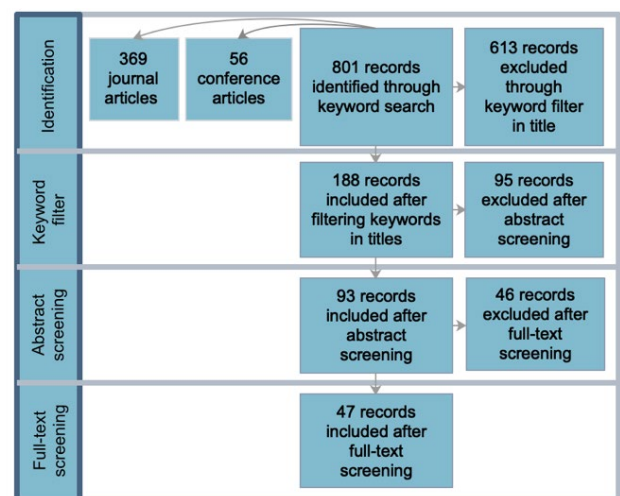 Identification
369
journal
articles
56
conference
articles
801 records
identified through
keyword search
613 records
excluded
through
keyword filter
in title
Keyword
filter
188 records
included after
filtering keywords
in titles
95 records
excluded after
abstract
screening
Abstract
screening
93 records
included after
abstract
screening
46 records
excluded after
full-text
screening
Full-text
screening
47 records
included after
full-text
screening